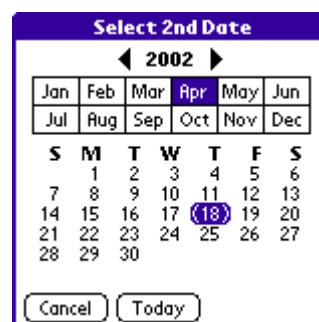 Select 2nd Date
2002
Jan Feb Mar Apr May Jun
Jul Aug Sep Oct Nov Dec
S M T W T F S
1 2 3 4 5 6
7 8 9 10 11 12 13
14 15 16 17 (18) 19 20
21 22 23 24 25 26 27
28 29 30
Cancel Today